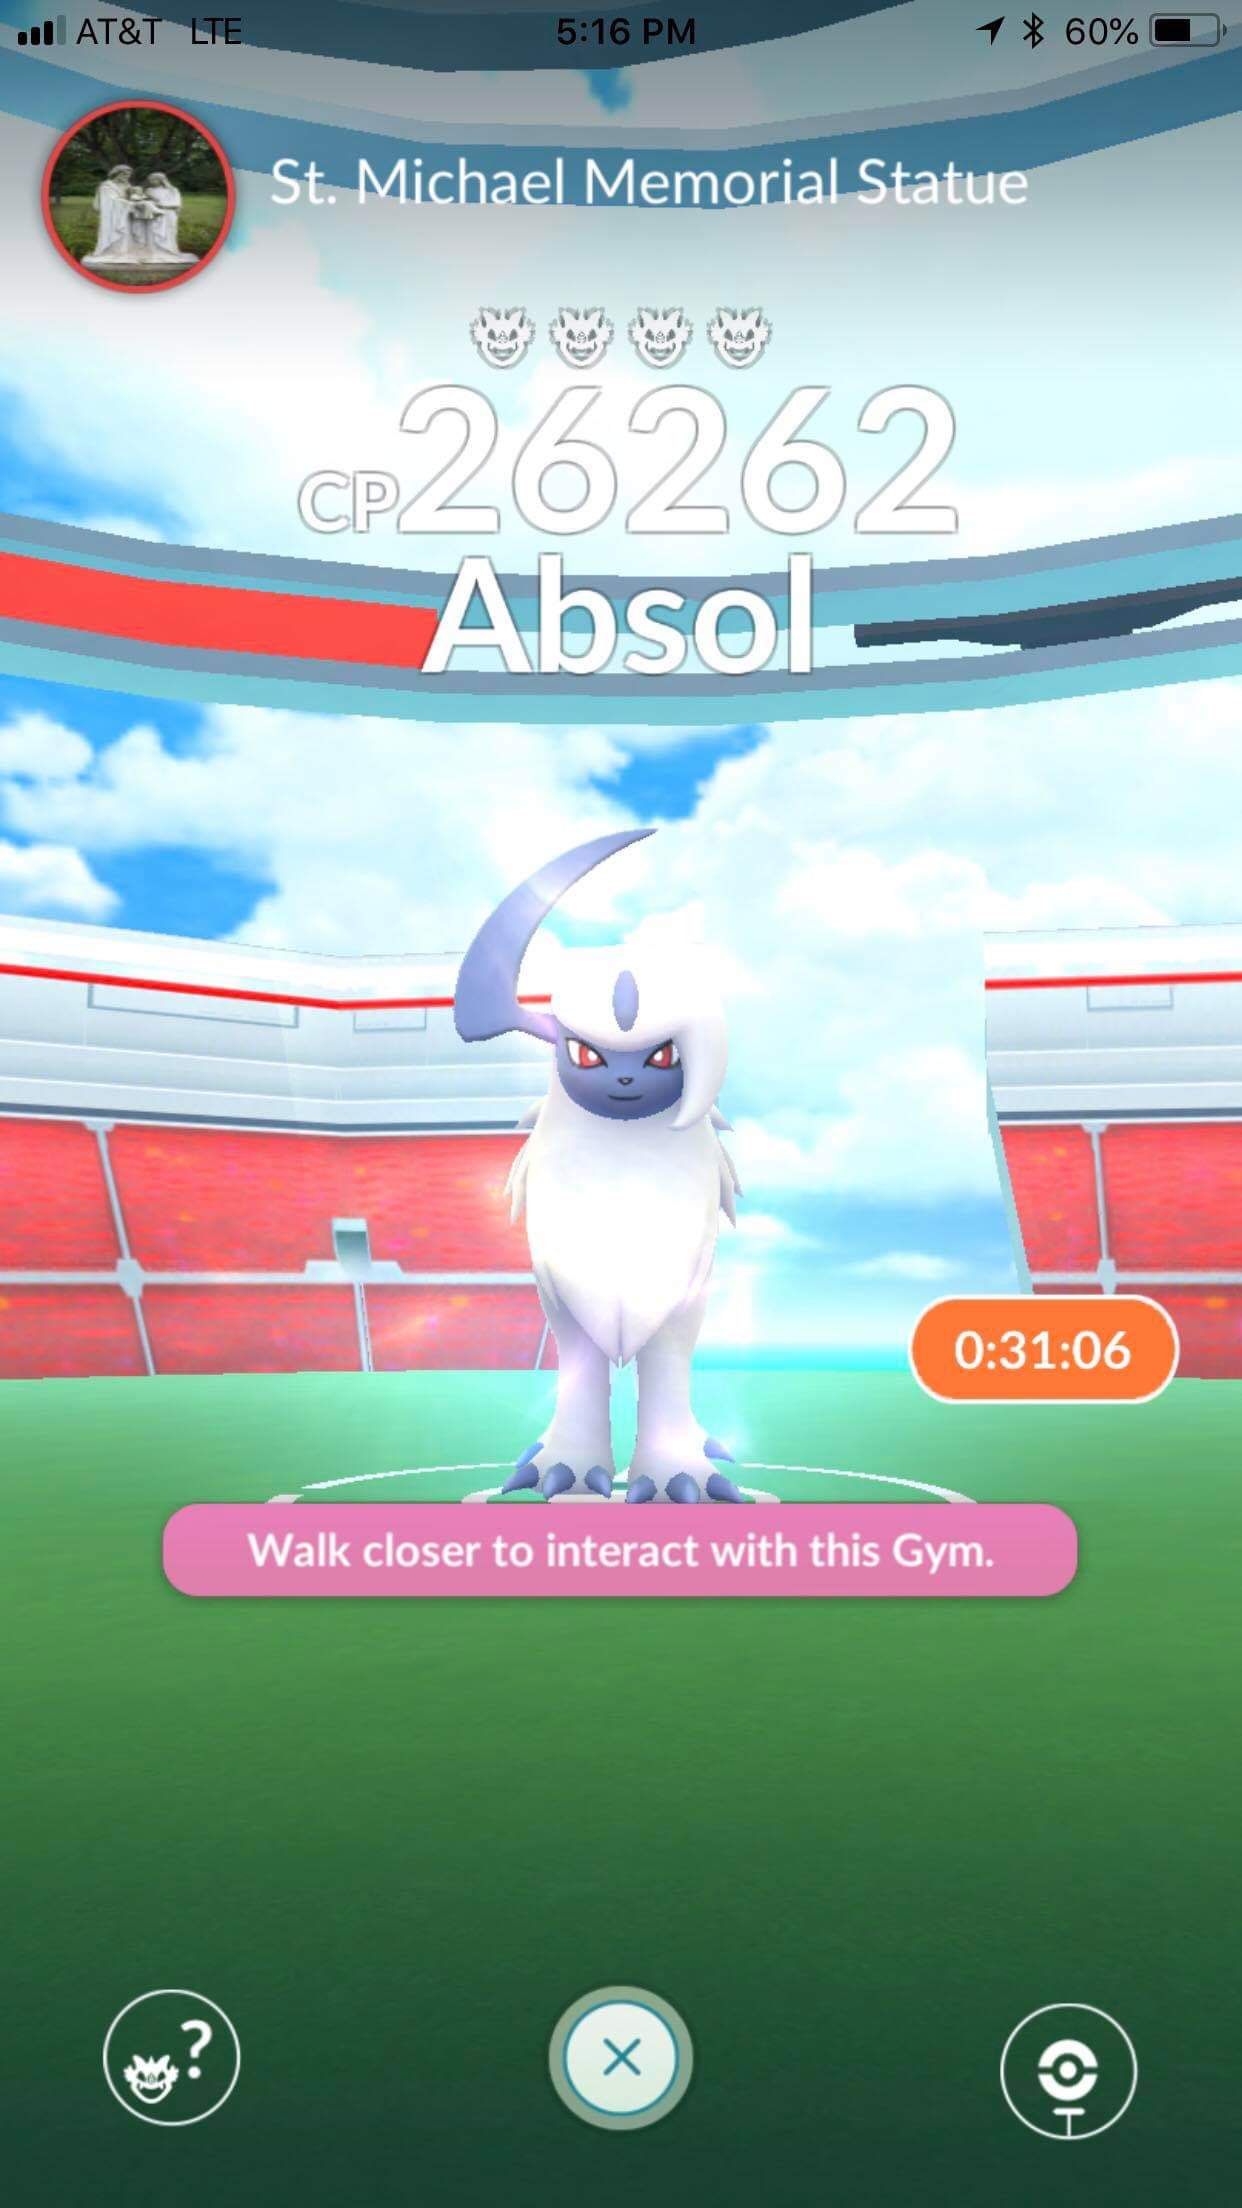 AT&T LTE 5:16 PM 60%
St. Michael Memorial Statue
CP26262
Absol
0:31:06
Walk closer to interact with this Gym.
?